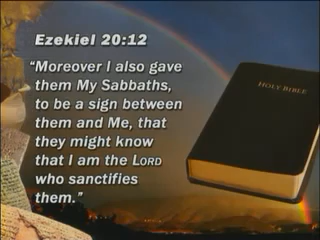 Ezekiel 20:12
“Moreover I also gave
them My Sabbaths,
to be a sign between
them and Me, that
they might know
that I am the LORD
who sanctifies
them.”
HOLY BIBLE